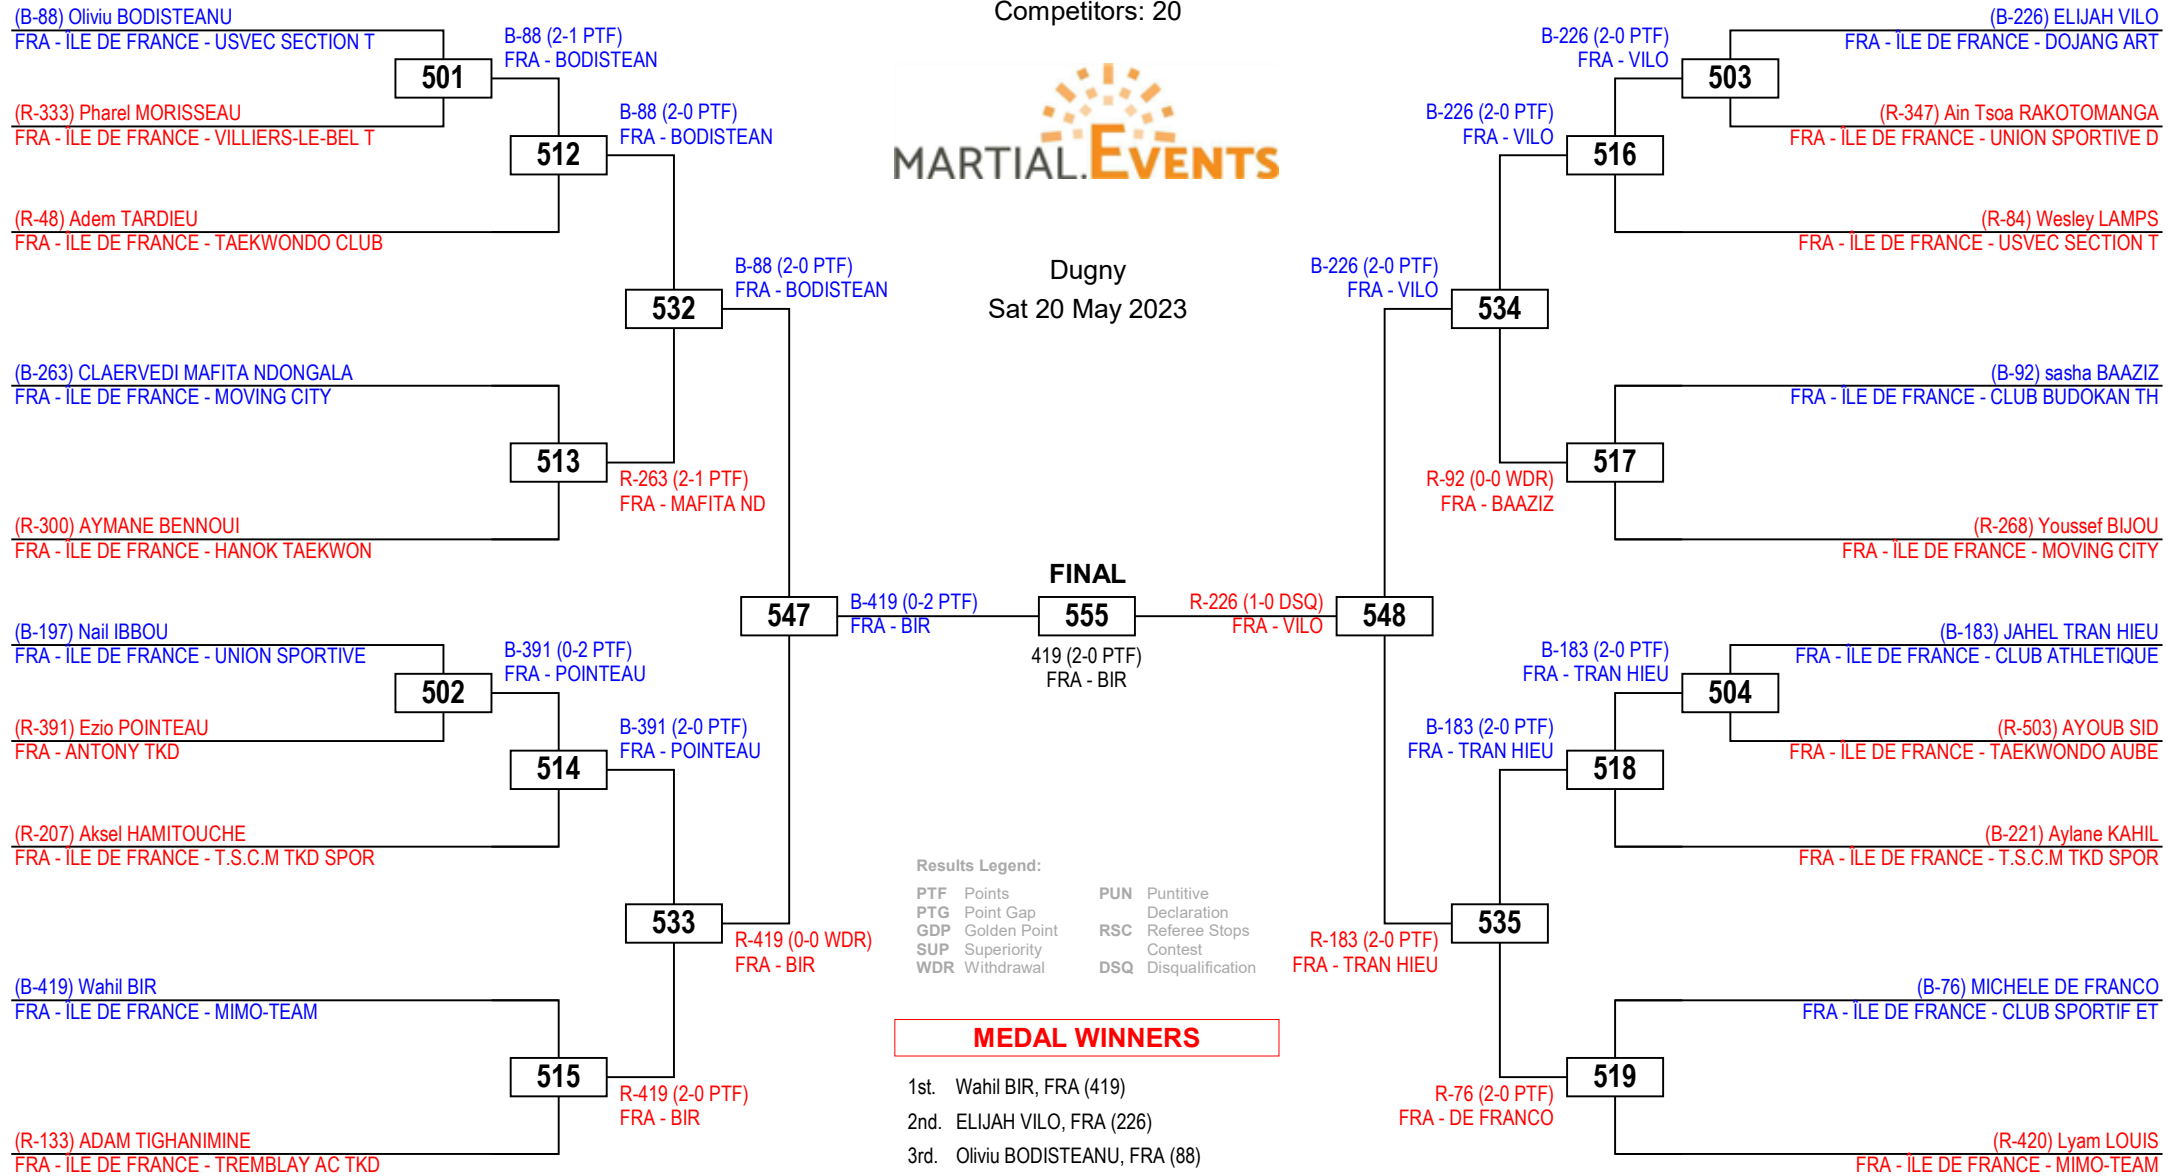 Competitors: 20
MARTIAL.EVENTS
Dugny
Sat 20 May 2023
(B-88) Oliviu BODISTEANU
FRA - ÎLE DE FRANCE - USVEC SECTION T
501
(R-333) Pharel MORISSEAU
FRA - ÎLE DE FRANCE - VILLIERS-LE-BEL T
B-88 (2-1 PTF)
FRA - BODISTEAN
512
(R-48) Adem TARDIEU
FRA - ÎLE DE FRANCE - TAEKWONDO CLUB
B-88 (2-0 PTF)
FRA - BODISTEAN
532
B-88 (2-0 PTF)
FRA - BODISTEAN
(B-263) CLAERVEDI MAFITA NDONGALA
FRA - ÎLE DE FRANCE - MOVING CITY
513
R-263 (2-1 PTF)
FRA - MAFITA ND
(R-300) AYMANE BENNOUI
FRA - ÎLE DE FRANCE - HANOK TAEKWON
547
B-419 (0-2 PTF)
FRA - BIR
(B-197) Nail IBBOU
FRA - ÎLE DE FRANCE - UNION SPORTIVE
502
B-391 (0-2 PTF)
FRA - POINTEAU
(R-391) Ezio POINTEAU
FRA - ANTONY TKD
514
B-391 (2-0 PTF)
FRA - POINTEAU
(R-207) Aksel HAMITOUCHE
FRA - ÎLE DE FRANCE - T.S.C.M TKD SPOR
533
R-419 (0-0 WDR)
FRA - BIR
(B-419) Wahil BIR
FRA - ÎLE DE FRANCE - MIMO-TEAM
515
R-419 (2-0 PTF)
FRA - BIR
(R-133) ADAM TIGHANIMINE
FRA - ÎLE DE FRANCE - TREMBLAY AC TKD
FINAL
555
419 (2-0 PTF)
FRA - BIR
(B-226) ELIJAH VILO
FRA - ÎLE DE FRANCE - DOJANG ART
B-226 (2-0 PTF)
FRA - VILO
503
(R-347) Ain Tsoa RAKOTOMANGA
FRA - ÎLE DE FRANCE - UNION SPORTIVE D
B-226 (2-0 PTF)
FRA - VILO
516
(R-84) Wesley LAMPS
FRA - ÎLE DE FRANCE - USVEC SECTION T
B-226 (2-0 PTF)
FRA - VILO
534
(B-92) sasha BAAZIZ
FRA - ÎLE DE FRANCE - CLUB BUDOKAN TH
517
R-92 (0-0 WDR)
FRA - BAAZIZ
(R-268) Youssef BIJOU
FRA - ÎLE DE FRANCE - MOVING CITY
R-226 (1-0 DSQ)
FRA - VILO
548
(B-183) JAHEL TRAN HIEU
FRA - ÎLE DE FRANCE - CLUB ATHLETIQUE
B-183 (2-0 PTF)
FRA - TRAN HIEU
504
(R-503) AYOUB SID
FRA - ÎLE DE FRANCE - TAEKWONDO AUBE
B-183 (2-0 PTF)
FRA - TRAN HIEU
518
(B-221) Aylane KAHIL
FRA - ÎLE DE FRANCE - T.S.C.M TKD SPOR
535
R-183 (2-0 PTF)
FRA - TRAN HIEU
(B-76) MICHELE DE FRANCO
FRA - ÎLE DE FRANCE - CLUB SPORTIF ET
519
R-76 (2-0 PTF)
FRA - DE FRANCO
(R-420) Lyam LOUIS
FRA - ÎLE DE FRANCE - MIMO-TEAM
Results Legend:
PTF Points
PTG Point Gap
GDP Golden Point
SUP Superiority
WDR Withdrawal
PUN Puntitive
Declaration
RSC Referee Stops
Contest
DSQ Disqualification
MEDAL WINNERS
1st. Wahil BIR, FRA (419)
2nd. ELIJAH VILO, FRA (226)
3rd. Oliviu BODISTEANU, FRA (88)